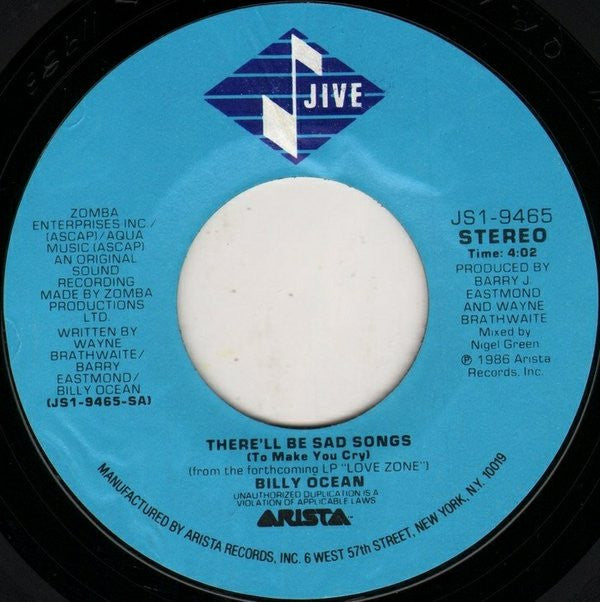 JIVE
ZOMBA
ENTERPRISES INC./
(ASCAP)/AQUA
MUSIC (ASCAP)
AN ORIGINAL
SOUND
RECORDING
MADE BY ZOMBA
PRODUCTIONS
LTD.
WRITTEN BY
WAYNE
BRATHWAITE/
BARRY
EASTMOND/
BILLY OCEAN
(JS1-9465-SA)
JS1-9465
STEREO
Time: 4:02
PRODUCED BY
BARRY J.
EASTMOND
AND WAYNE
BRATHWAITE
Mixed by
Nigel Green
Ⓟ 1986 Arista
Records, Inc.
THERE'LL BE SAD SONGS
(To Make You Cry)
(from the forthcoming LP "LOVE ZONE")
BILLY OCEAN
UNAUTHORIZED DUPLICATION IS A
VIOLATION OF APPLICABLE LAWS
ARISTA™
MANUFACTURED BY ARISTA RECORDS, INC. 6 WEST 57th STREET, NEW YORK, N.Y. 10019